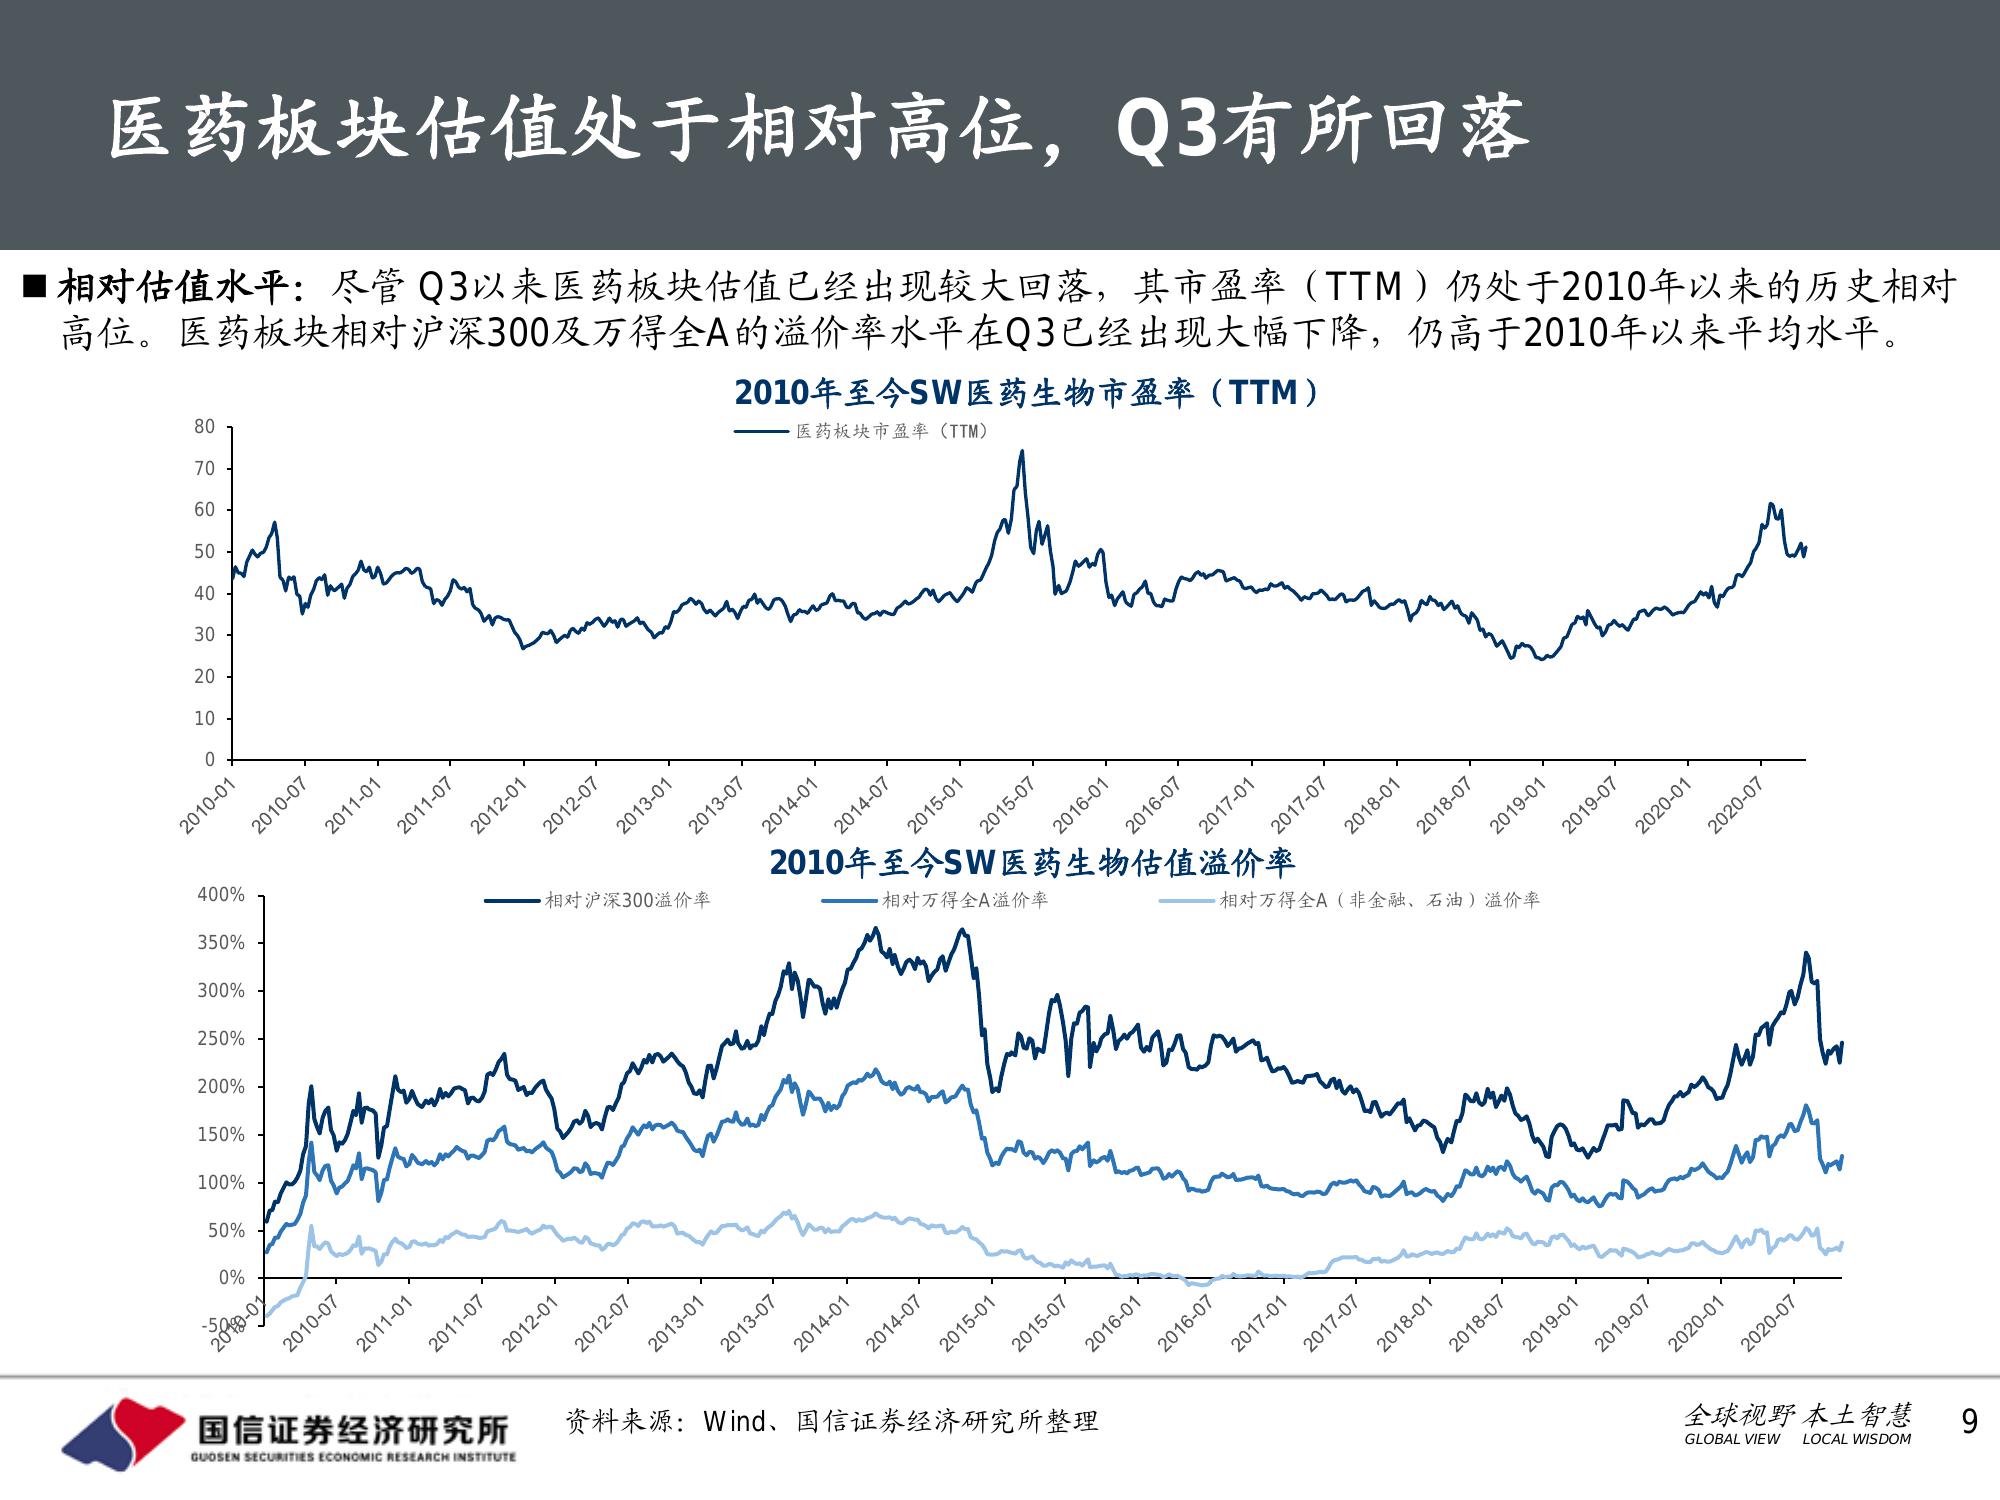 医药板块估值处于相对高位，Q3有所回落
■ 相对估值水平：尽管 Q3以来医药板块估值已经出现较大回落，其市盈率（TTM）仍处于2010年以来的历史相对
高位。医药板块相对沪深300及万得全A的溢价率水平在Q3已经出现大幅下降，仍高于2010年以来平均水平。
2010年至今SW医药生物市盈率（TTM）
医药板块市盈率（TTM）
80
70
60
50
40
30
20
10
0
2010-01 2010-07 2011-01 2011-07 2012-01 2012-07 2013-01 2013-07 2014-01 2014-07 2015-01 2015-07 2016-01 2016-07 2017-01 2017-07 2018-01 2018-07 2019-01 2019-07 2020-01 2020-07
2010年至今SW医药生物估值溢价率
相对沪深300溢价率 相对万得全A溢价率 相对万得全A（非金融、石油）溢价率
400%
350%
300%
250%
200%
150%
100%
50%
0%
-50%
2010-01 2010-07 2011-01 2011-07 2012-01 2012-07 2013-01 2013-07 2014-01 2014-07 2015-01 2015-07 2016-01 2016-07 2017-01 2017-07 2018-01 2018-07 2019-01 2019-07 2020-01 2020-07
国信证券经济研究所
GUOSEN SECURITIES ECONOMIC RESEARCH INSTITUTE
资料来源：Wind、国信证券经济研究所整理
全球视野 本土智慧
GLOBAL VIEW LOCAL WISDOM
9